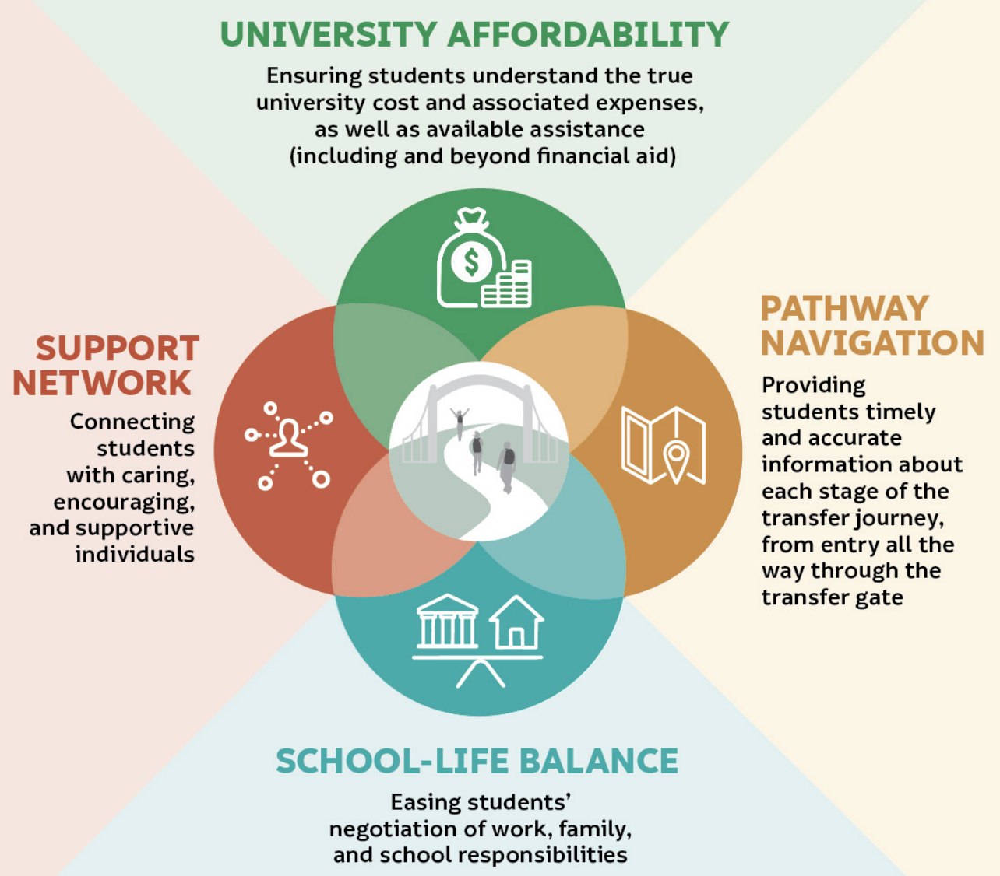 UNIVERSITY AFFORDABILITY
Ensuring students understand the true
university cost and associated expenses,
as well as available assistance
(including and beyond financial aid)
$
SUPPORT
NETWORK
Connecting
students
with caring,
encouraging,
and supportive
individuals
PATHWAY
NAVIGATION
Providing
students timely
and accurate
information about
each stage of the
transfer journey,
from entry all the
way through the
transfer gate
SCHOOL-LIFE BALANCE
Easing students’
negotiation of work, family,
and school responsibilities